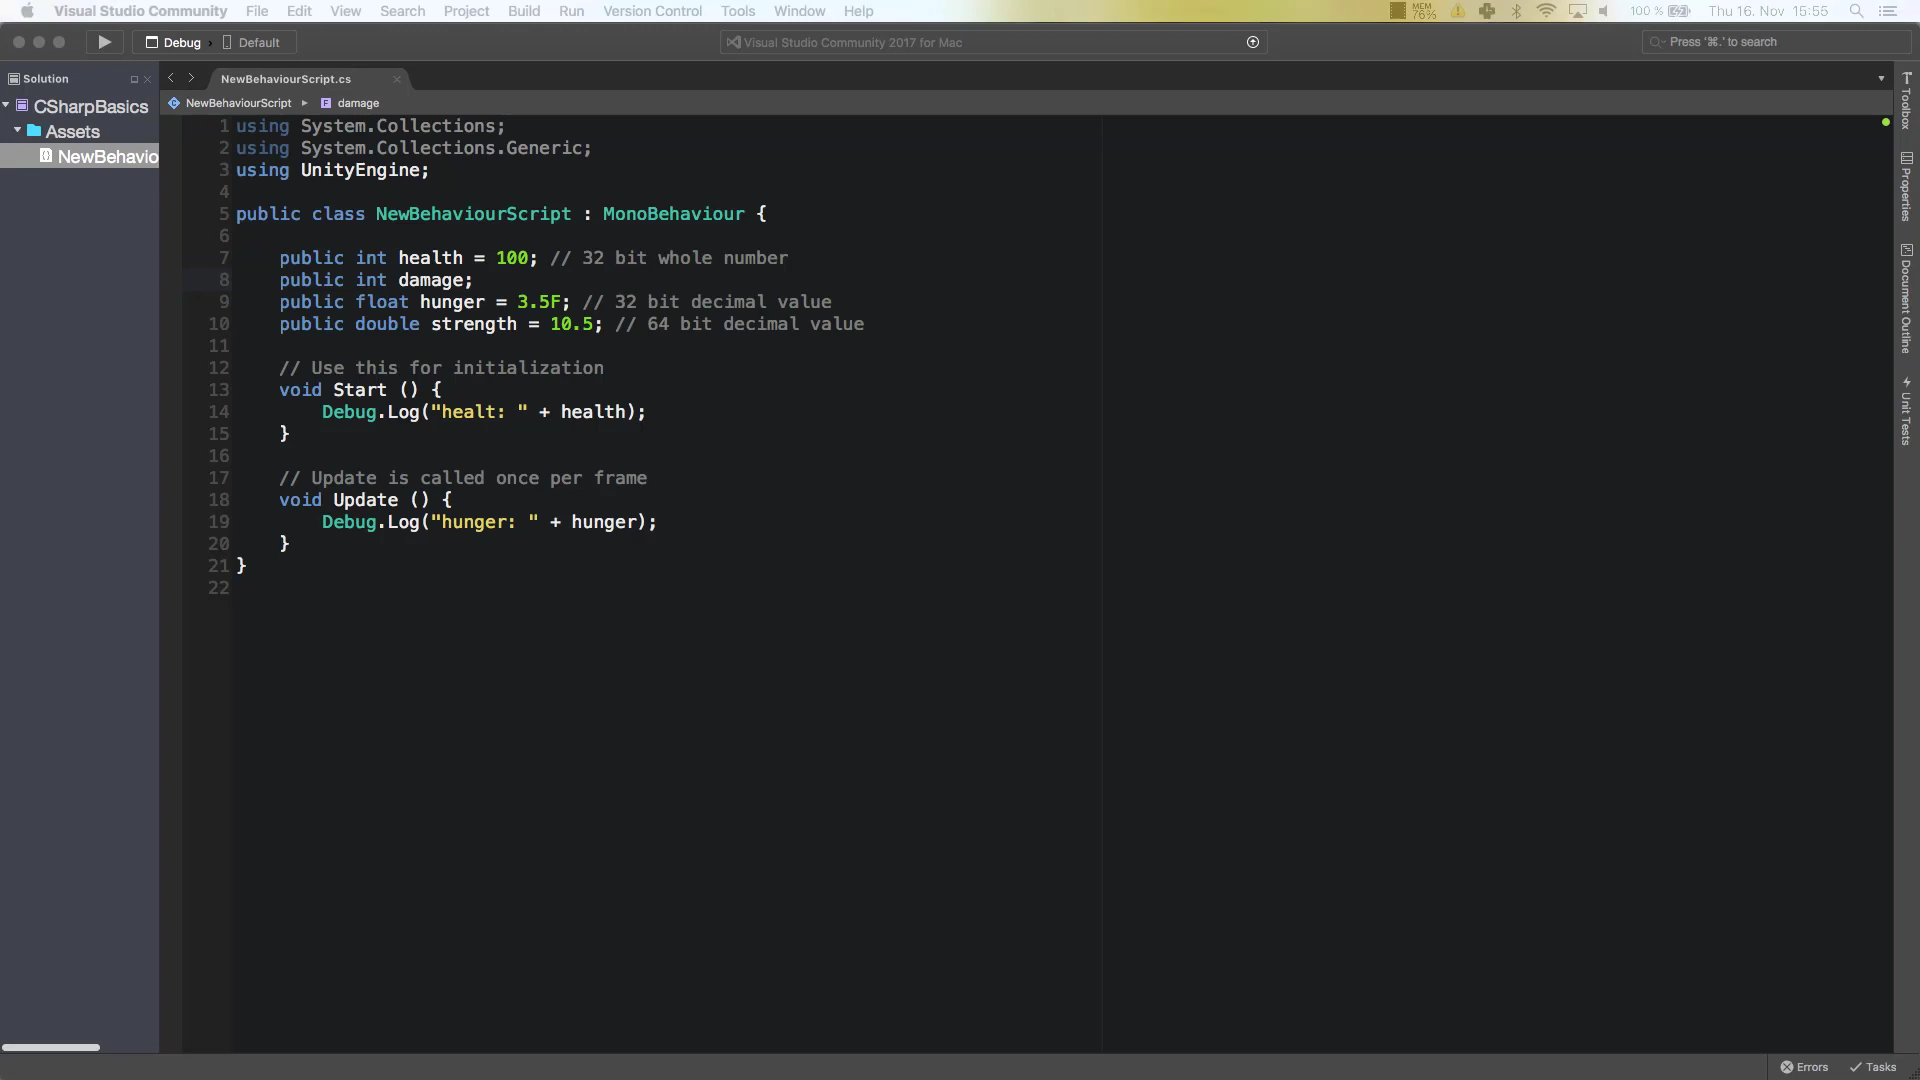 Visual Studio Community File Edit View Search Project Build Run Version Control Tools Window Help MEM 76% 100 % Thu 16. Nov 15:55
Debug › Default Visual Studio Community 2017 for Mac Press '⌘.' to search
Solution
CSharpBasics
Assets
NewBehavio
NewBehaviourScript.cs
NewBehaviourScript ▸ damage
1 using System.Collections;
2 using System.Collections.Generic;
3 using UnityEngine;
4
5 public class NewBehaviourScript : MonoBehaviour {
6
7 public int health = 100; // 32 bit whole number
8 public int damage;
9 public float hunger = 3.5F; // 32 bit decimal value
10 public double strength = 10.5; // 64 bit decimal value
11
12 // Use this for initialization
13 void Start () {
14 Debug.Log("healt: " + health);
15 }
16
17 // Update is called once per frame
18 void Update () {
19 Debug.Log("hunger: " + hunger);
20 }
21 }
22
Toolbox
Properties
Document Outline
Unit Tests
Errors Tasks